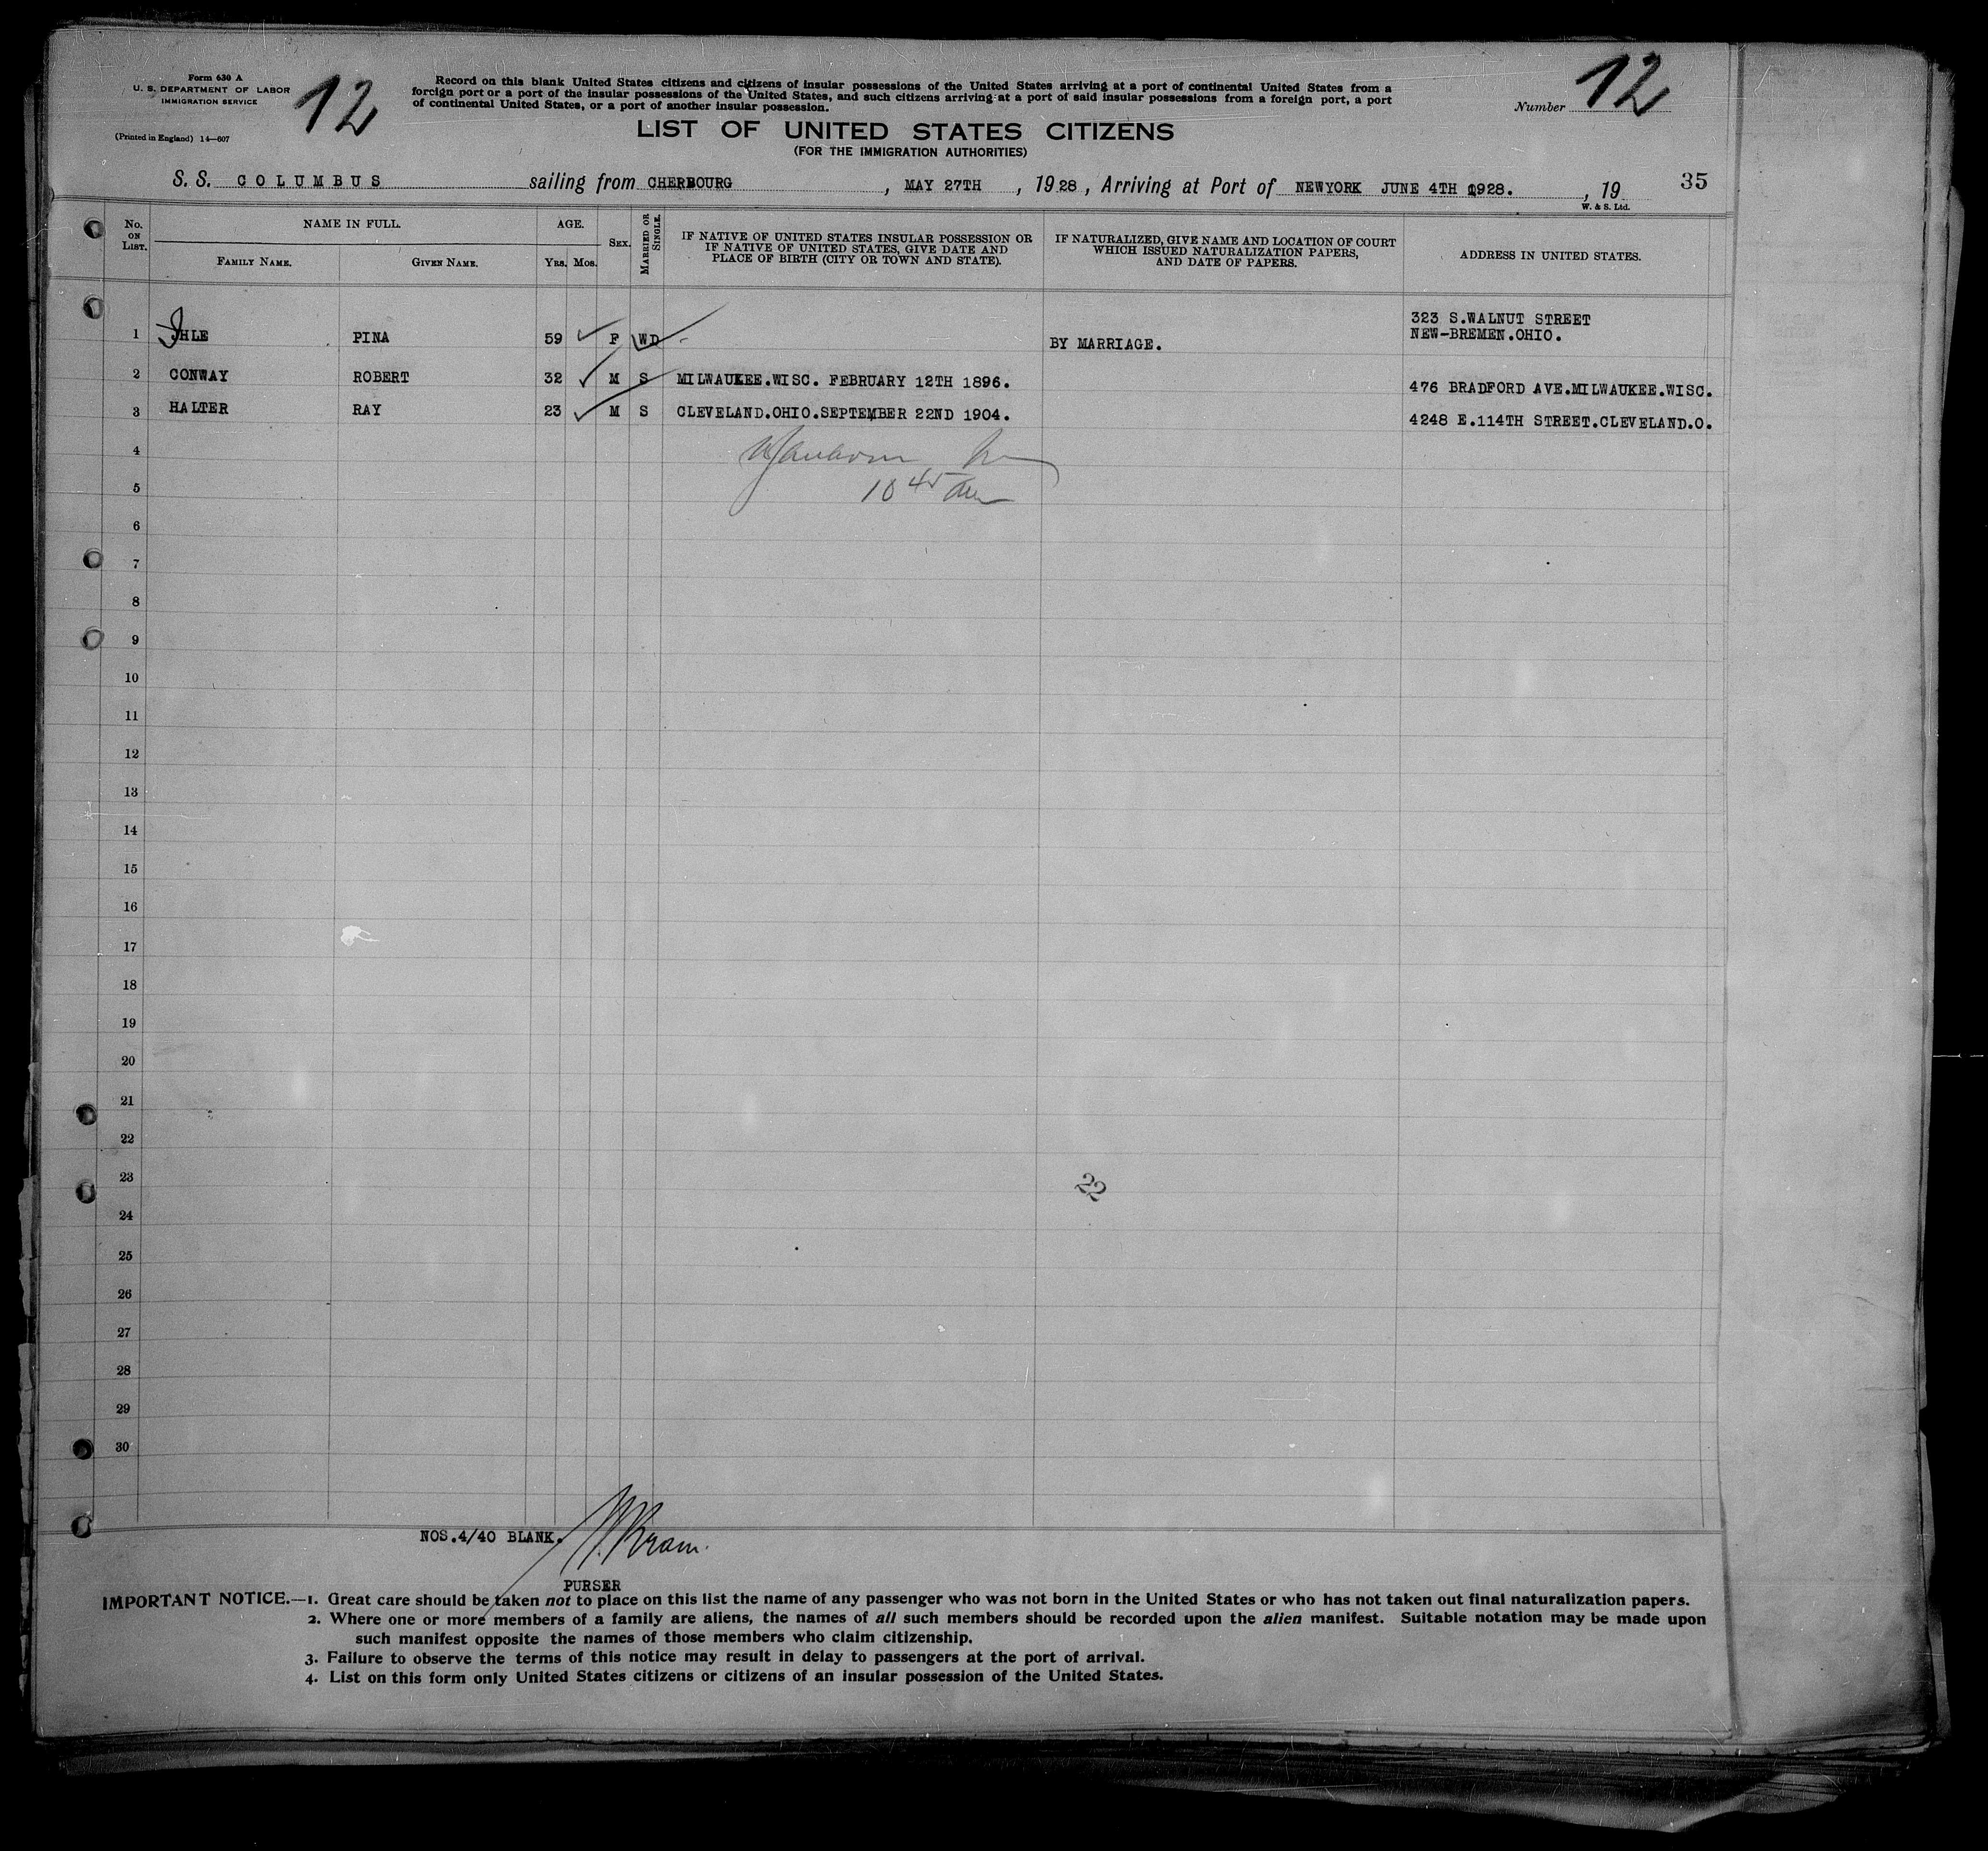 Form 630 A
U. S. DEPARTMENT OF LABOR
IMMIGRATION SERVICE
(Printed in England) 14—607
12
Record on this blank United States citizens and citizens of insular possessions of the United States arriving at a port of continental United States from a
foreign port or a port of the insular possessions of the United States, and such citizens arriving at a port of said insular possessions from a foreign port, a port
of continental United States, or a port of another insular possession.
Number 12
LIST OF UNITED STATES CITIZENS
(FOR THE IMMIGRATION AUTHORITIES)
S. S. COLUMBUS sailing from CHERBOURG, MAY 27TH, 1928, Arriving at Port of NEWYORK JUNE 4TH 1928., 19 35
W. & S. Ltd.
No. ON LIST.
NAME IN FULL.
FAMILY NAME.
GIVEN NAME.
AGE.
YRS. MOS.
SEX.
MARRIED OR SINGLE.
IF NATIVE OF UNITED STATES INSULAR POSSESSION OR
IF NATIVE OF UNITED STATES, GIVE DATE AND
PLACE OF BIRTH (CITY OR TOWN AND STATE).
IF NATURALIZED, GIVE NAME AND LOCATION OF COURT
WHICH ISSUED NATURALIZATION PAPERS,
AND DATE OF PAPERS.
ADDRESS IN UNITED STATES.
1 IHLE PINA 59 F WD - BY MARRIAGE. 323 S.WALNUT STREET
NEW-BREMEN.OHIO.
2 CONWAY ROBERT 32 M S MILWAUKEE.WISC. FEBRUARY 12TH 1896. 476 BRADFORD AVE.MILWAUKEE.WISC.
3 HALTER RAY 23 M S CLEVELAND.OHIO.SEPTEMBER 22ND 1904. 4248 E.114TH STREET.CLEVELAND.O.
4
5 10 45
6
7
8
9
10
11
12
13
14
15
16
17
18
19
20
21
22
23
22
24
25
26
27
28
29
30
NOS.4/40 BLANK.
PURSER
IMPORTANT NOTICE.—1. Great care should be taken not to place on this list the name of any passenger who was not born in the United States or who has not taken out final naturalization papers.
2. Where one or more members of a family are aliens, the names of all such members should be recorded upon the alien manifest. Suitable notation may be made upon
such manifest opposite the names of those members who claim citizenship.
3. Failure to observe the terms of this notice may result in delay to passengers at the port of arrival.
4. List on this form only United States citizens or citizens of an insular possession of the United States.